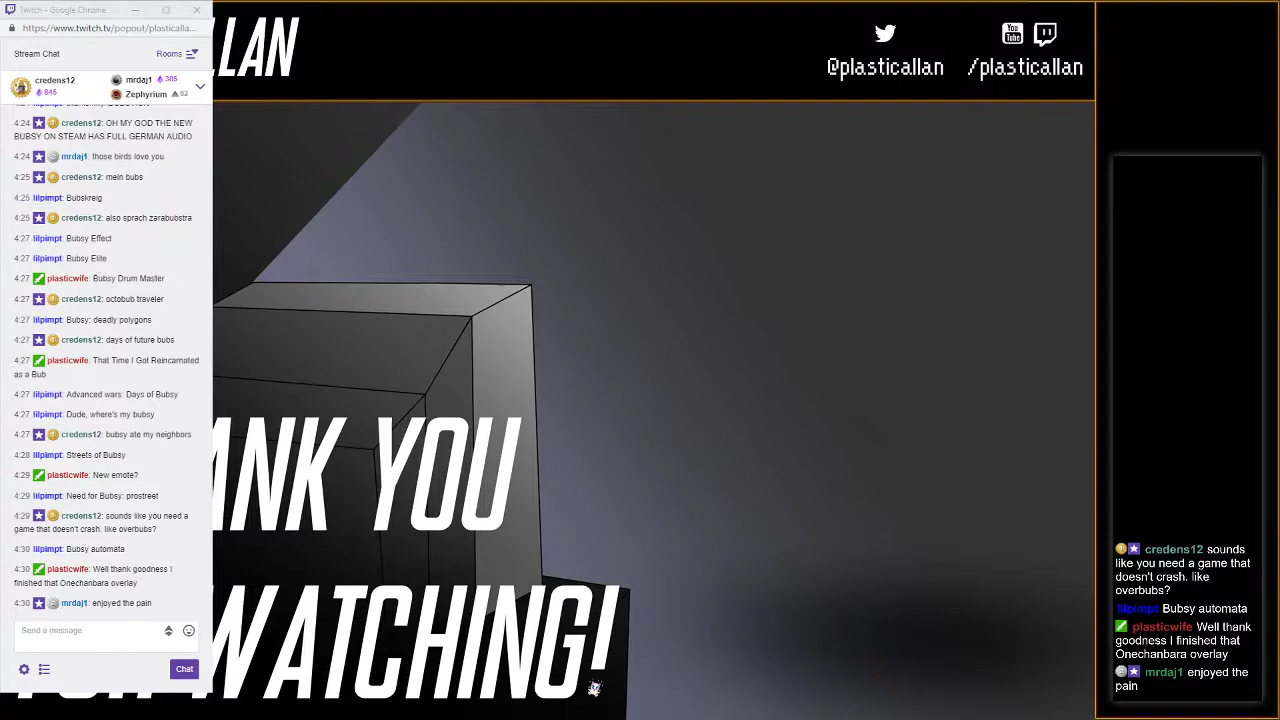 Twitch - Google Chrome
https://www.twitch.tv/popout/plasticalla...
Stream Chat
Rooms
credens12
845
mrdaj1 305
Zephyrium 82
4:24 credens12: OH MY GOD THE NEW
BUBSY ON STEAM HAS FULL GERMAN AUDIO
4:24 mrdaj1: those birds love you
4:25 credens12: mein bubs
4:25 lilpimpt: Bubskreig
4:25 credens12: also sprach zarabubstra
4:27 lilpimpt: Bubsy Effect
4:27 lilpimpt: Bubsy Elite
4:27 plasticwife: Bubsy Drum Master
4:27 credens12: octobub traveler
4:27 lilpimpt: Bubsy: deadly polygons
4:27 credens12: days of future bubs
4:27 plasticwife: That Time I Got Reincarnated
as a Bub
4:27 lilpimpt: Advanced wars: Days of Bubsy
4:27 lilpimpt: Dude, where's my bubsy
4:27 credens12: bubsy ate my neighbors
4:28 lilpimpt: Streets of Bubsy
4:29 plasticwife: New emote?
4:29 lilpimpt: Need for Bubsy: prostreet
4:29 credens12: sounds like you need a
game that doesn't crash. like overbubs?
4:30 lilpimpt: Bubsy automata
4:30 plasticwife: Well thank goodness I
finished that Onechanbara overlay
4:30 mrdaj1: enjoyed the pain
Send a message
Chat
LLAN
@plasticallan
/plasticallan
ANK YOU
WATCHING!
credens12 sounds
like you need a
game that doesn't
crash. like
overbubs?
lilpimpt Bubsy automata
plasticwife Well thank
goodness I finished that
Onechanbara overlay
mrdaj1 enjoyed the
pain